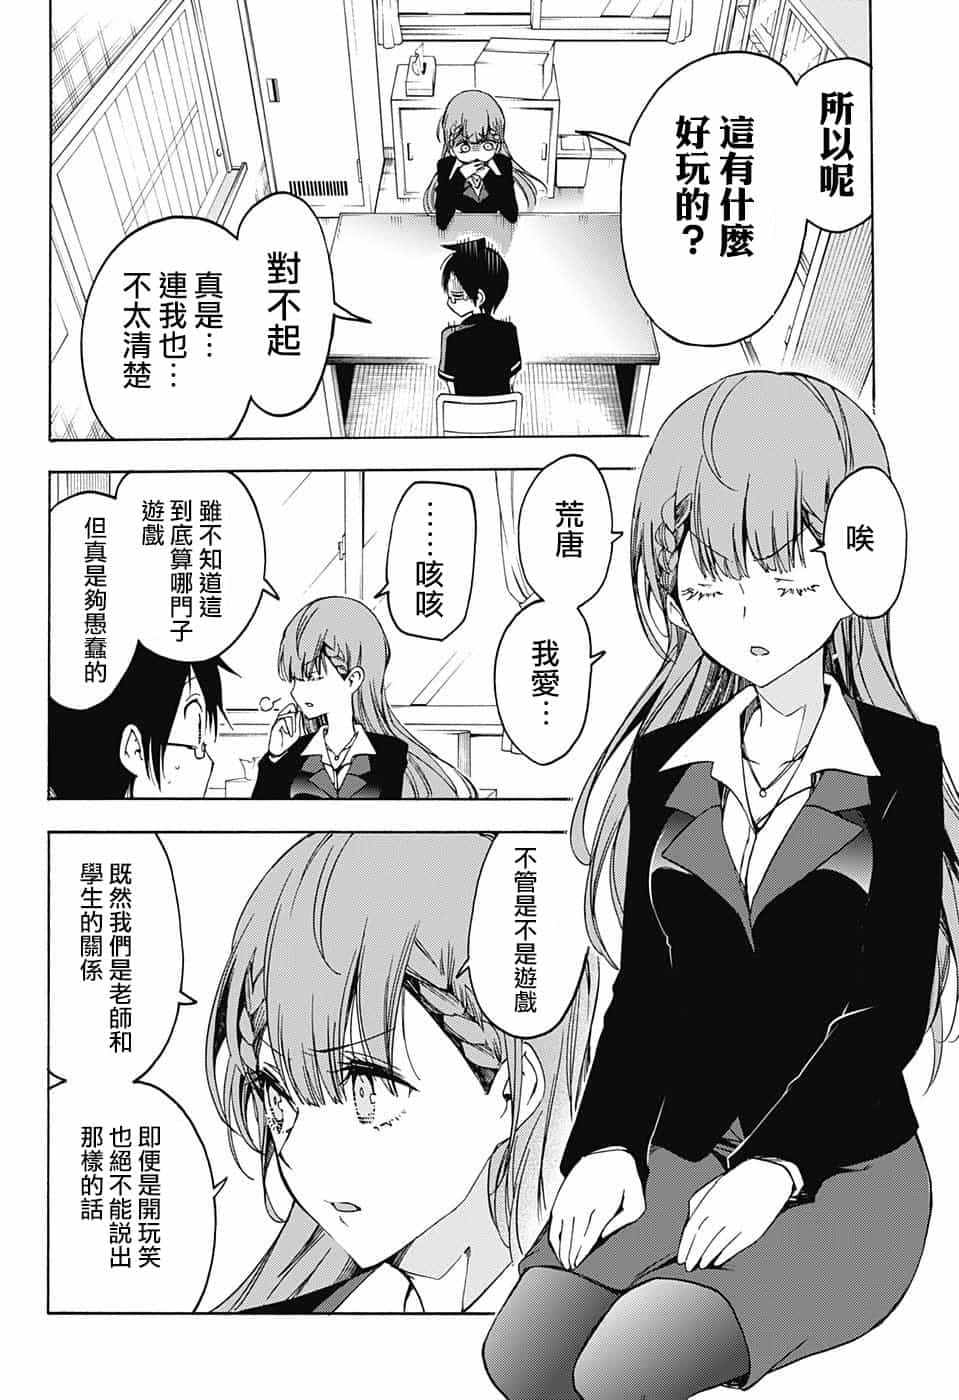 所以呢
這有什麼
好玩的？
對不起
真是…
連我也…
不太清楚
唉
荒唐
我愛…
……咳咳
雖不知道這
到底算哪門子
遊戲
但真是夠愚蠢的
不管是不是遊戲
既然我們是老師和
學生的關係
即便是開玩笑
也絕不能説出
那樣的話